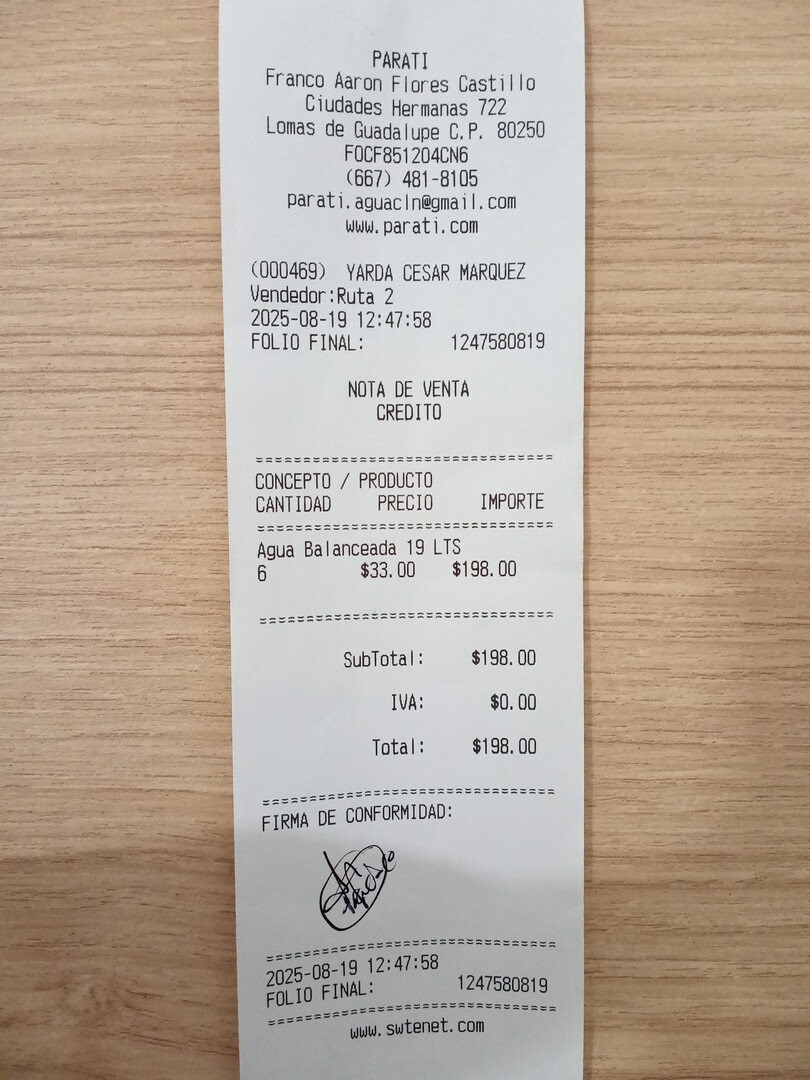 PARATI
Franco Aaron Flores Castillo
Ciudades Hermanas 722
Lomas de Guadalupe C.P. 80250
FOCF851204CN6
(667) 481-8105
parati.aguacln@gmail.com
www.parati.com
(000469) YARDA CESAR MARQUEZ
Vendedor:Ruta 2
2025-08-19 12:47:58
FOLIO FINAL: 1247580819
NOTA DE VENTA
CREDITO
==============================
CONCEPTO / PRODUCTO
CANTIDAD PRECIO IMPORTE
==============================
Agua Balanceada 19 LTS
6 $33.00 $198.00
==============================
SubTotal: $198.00
IVA: $0.00
Total: $198.00
==============================
FIRMA DE CONFORMIDAD:
==============================
2025-08-19 12:47:58
FOLIO FINAL: 1247580819
==============================
www.swtenet.com